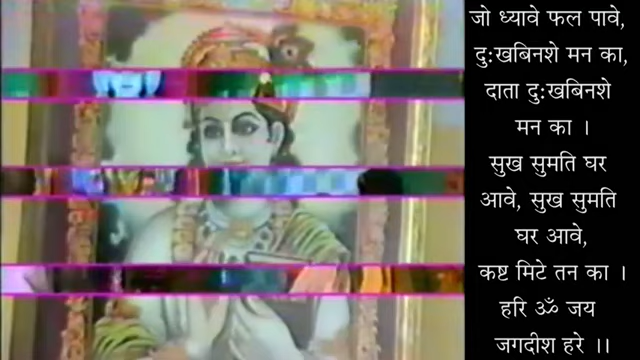 जो ध्यावे फल पावे,
दुःखबिनशे मन का,
दाता दुःखबिनशे
मन का ।
सुख सुमति घर
आवे, सुख सुमति
घर आवे,
कष्ट मिटे तन का ।
हरि ॐ जय
जगदीश हरे ।।